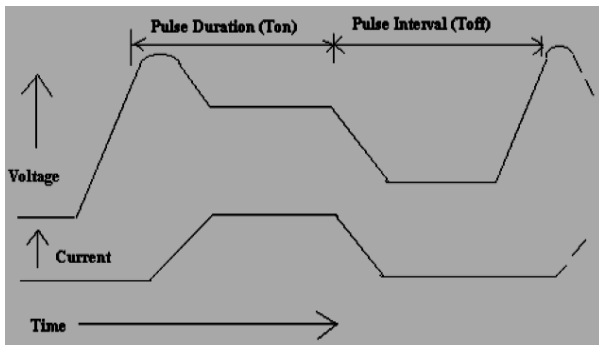 Pulse Duration (Ton)
Pulse Interval (Toff)
Voltage
Current
Time